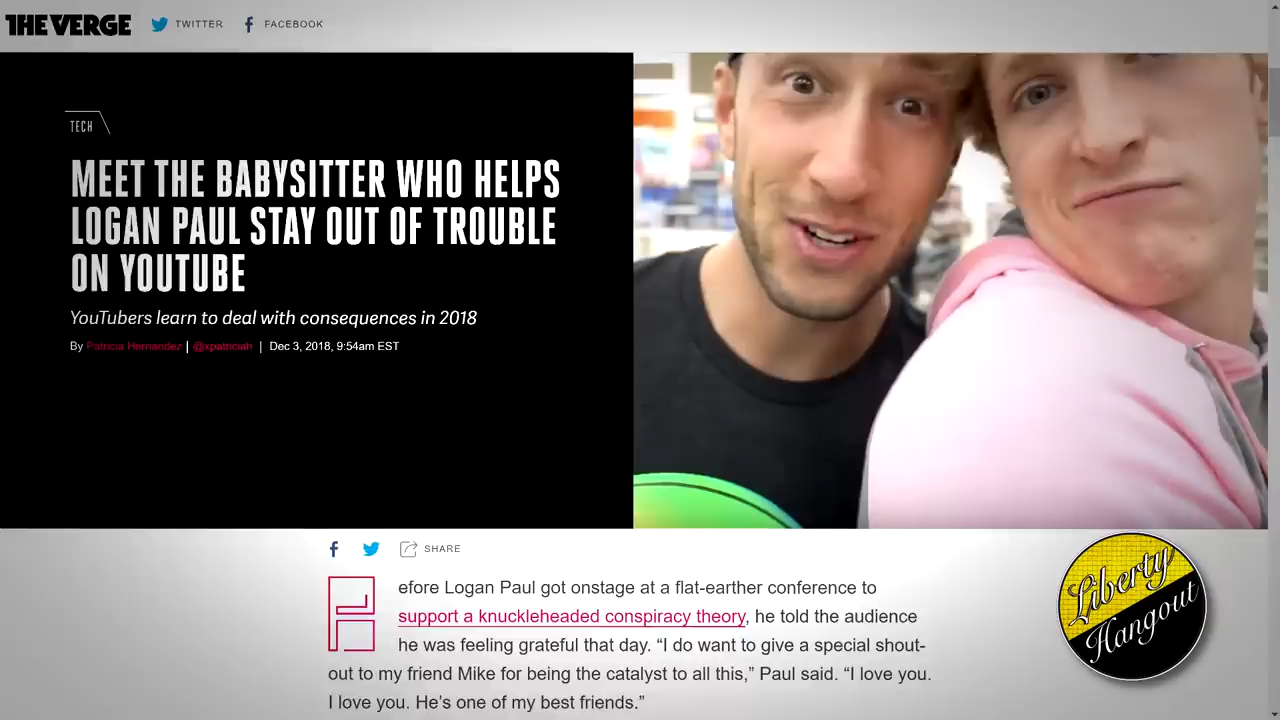 THE VERGE TWITTER FACEBOOK
TECH
MEET THE BABYSITTER WHO HELPS
LOGAN PAUL STAY OUT OF TROUBLE
ON YOUTUBE
YouTubers learn to deal with consequences in 2018
By Patricia Hernandez | @xpatriciah | Dec 3, 2018, 9:54am EST
SHARE
Before Logan Paul got onstage at a flat-earther conference to
support a knuckleheaded conspiracy theory, he told the audience
he was feeling grateful that day. “I do want to give a special shout-
out to my friend Mike for being the catalyst to all this,” Paul said. “I love you.
I love you. He’s one of my best friends.”
Liberty
Hangout